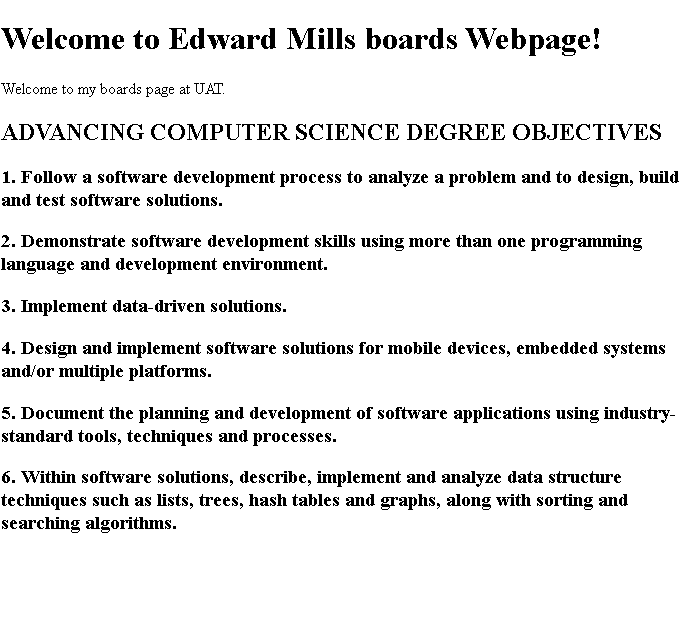 Welcome to Edward Mills boards Webpage!
Welcome to my boards page at UAT.
ADVANCING COMPUTER SCIENCE DEGREE OBJECTIVES
1. Follow a software development process to analyze a problem and to design, build
and test software solutions.
2. Demonstrate software development skills using more than one programming
language and development environment.
3. Implement data-driven solutions.
4. Design and implement software solutions for mobile devices, embedded systems
and/or multiple platforms.
5. Document the planning and development of software applications using industry-
standard tools, techniques and processes.
6. Within software solutions, describe, implement and analyze data structure
techniques such as lists, trees, hash tables and graphs, along with sorting and
searching algorithms.